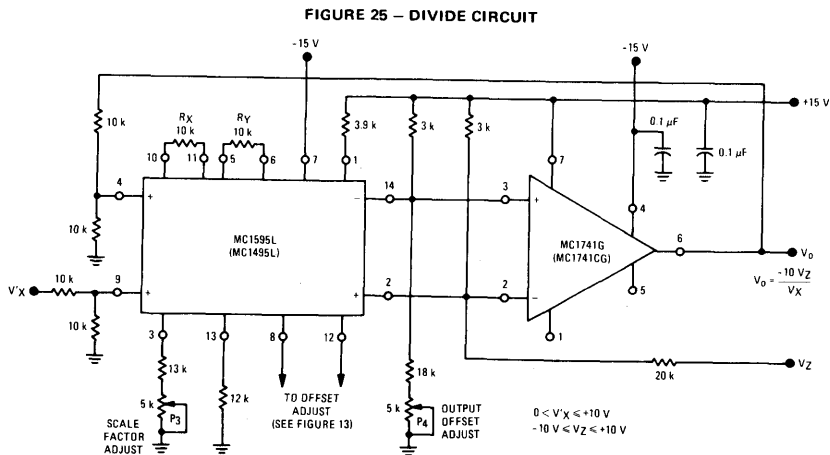 FIGURE 25 — DIVIDE CIRCUIT
-15 V
-15 V
+15 V
10 k
RX
10 k
RY
10 k
3.9 k
3 k
3 k
0.1 µF
0.1 µF
10
11
5
6
7
1
7
4
+
–
14
3
+
4
10 k
MC1595L
(MC1495L)
MC1741G
(MC1741CG)
6
VO
VO = -10 VZ
VX
V'X
10 k
9
+
+
2
2
–
5
10 k
1
3
13
8
12
VZ
13 k
18 k
20 k
5 k
P3
12 k
TO OFFSET
ADJUST
(SEE FIGURE 13)
5 k
P4
OUTPUT
OFFSET
ADJUST
0 < V'X ≤ +10 V
-10 V ≤ VZ ≤ +10 V
SCALE
FACTOR
ADJUST